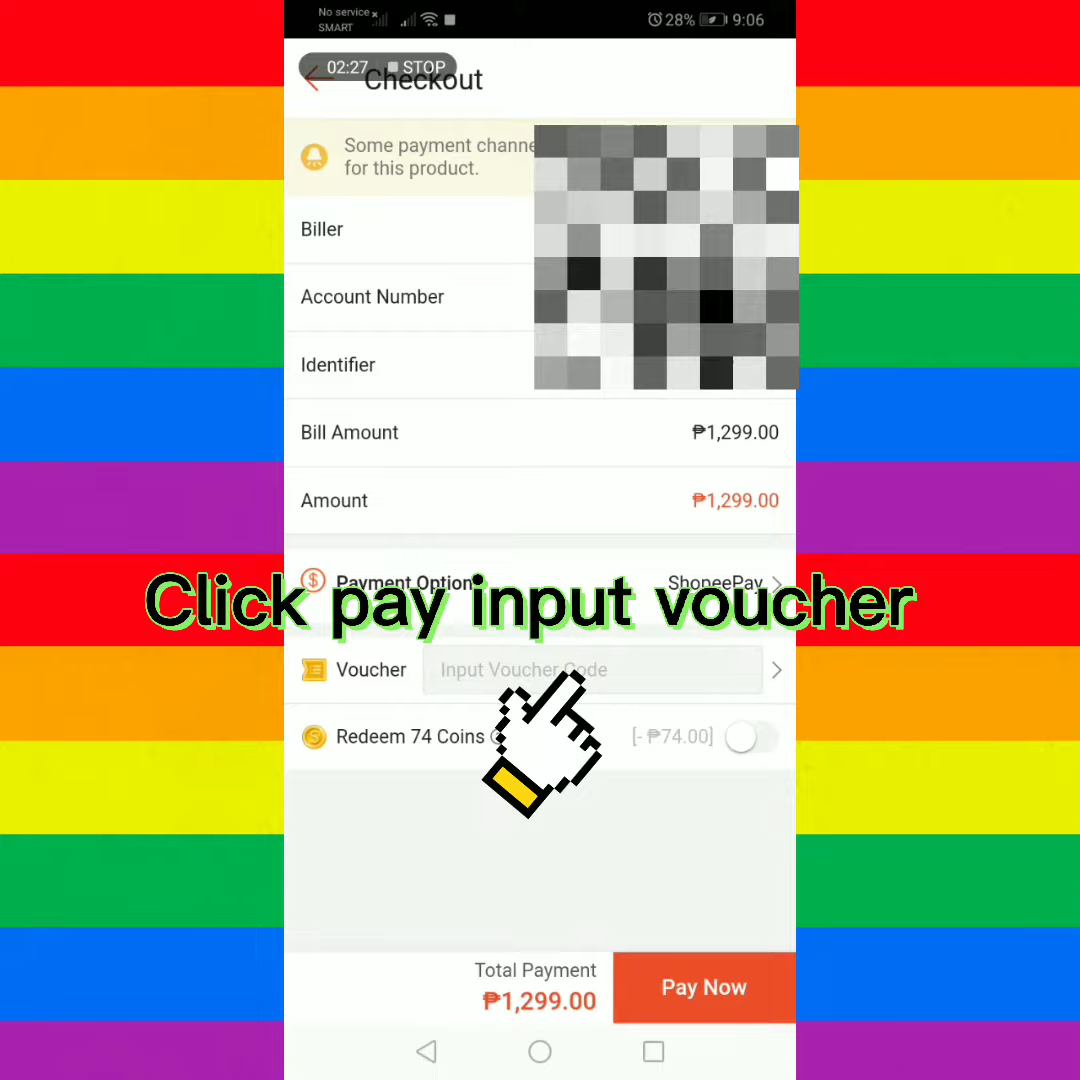 No service
SMART
28% 9:06
02:27 STOP
Checkout
Some payment channe
for this product.
Biller
Account Number
Identifier
Bill Amount ₱1,299.00
Amount ₱1,299.00
Payment Option ShopeePay
Click pay input voucher
Voucher Input Voucher Code
Redeem 74 Coins [- ₱74.00]
Total Payment
₱1,299.00
Pay Now